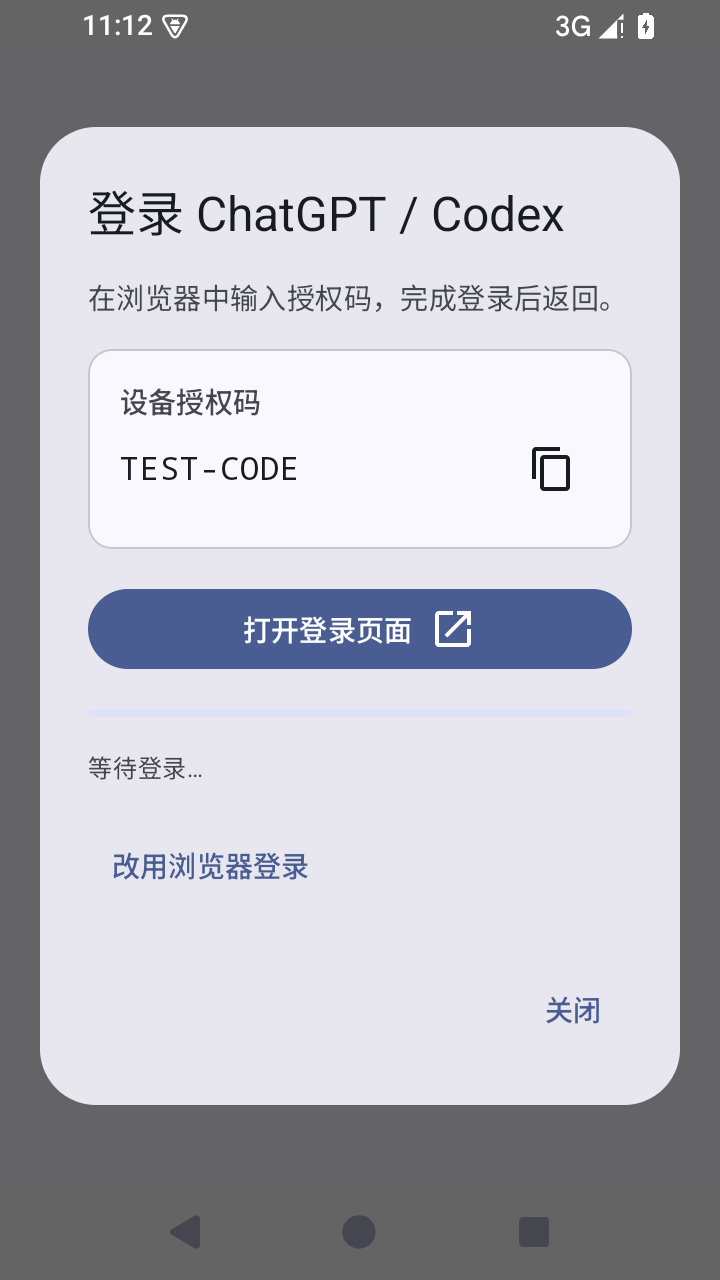 11:12
3G
登录 ChatGPT / Codex
在浏览器中输入授权码，完成登录后返回。
设备授权码
TEST-CODE
打开登录页面
等待登录…
改用浏览器登录
关闭